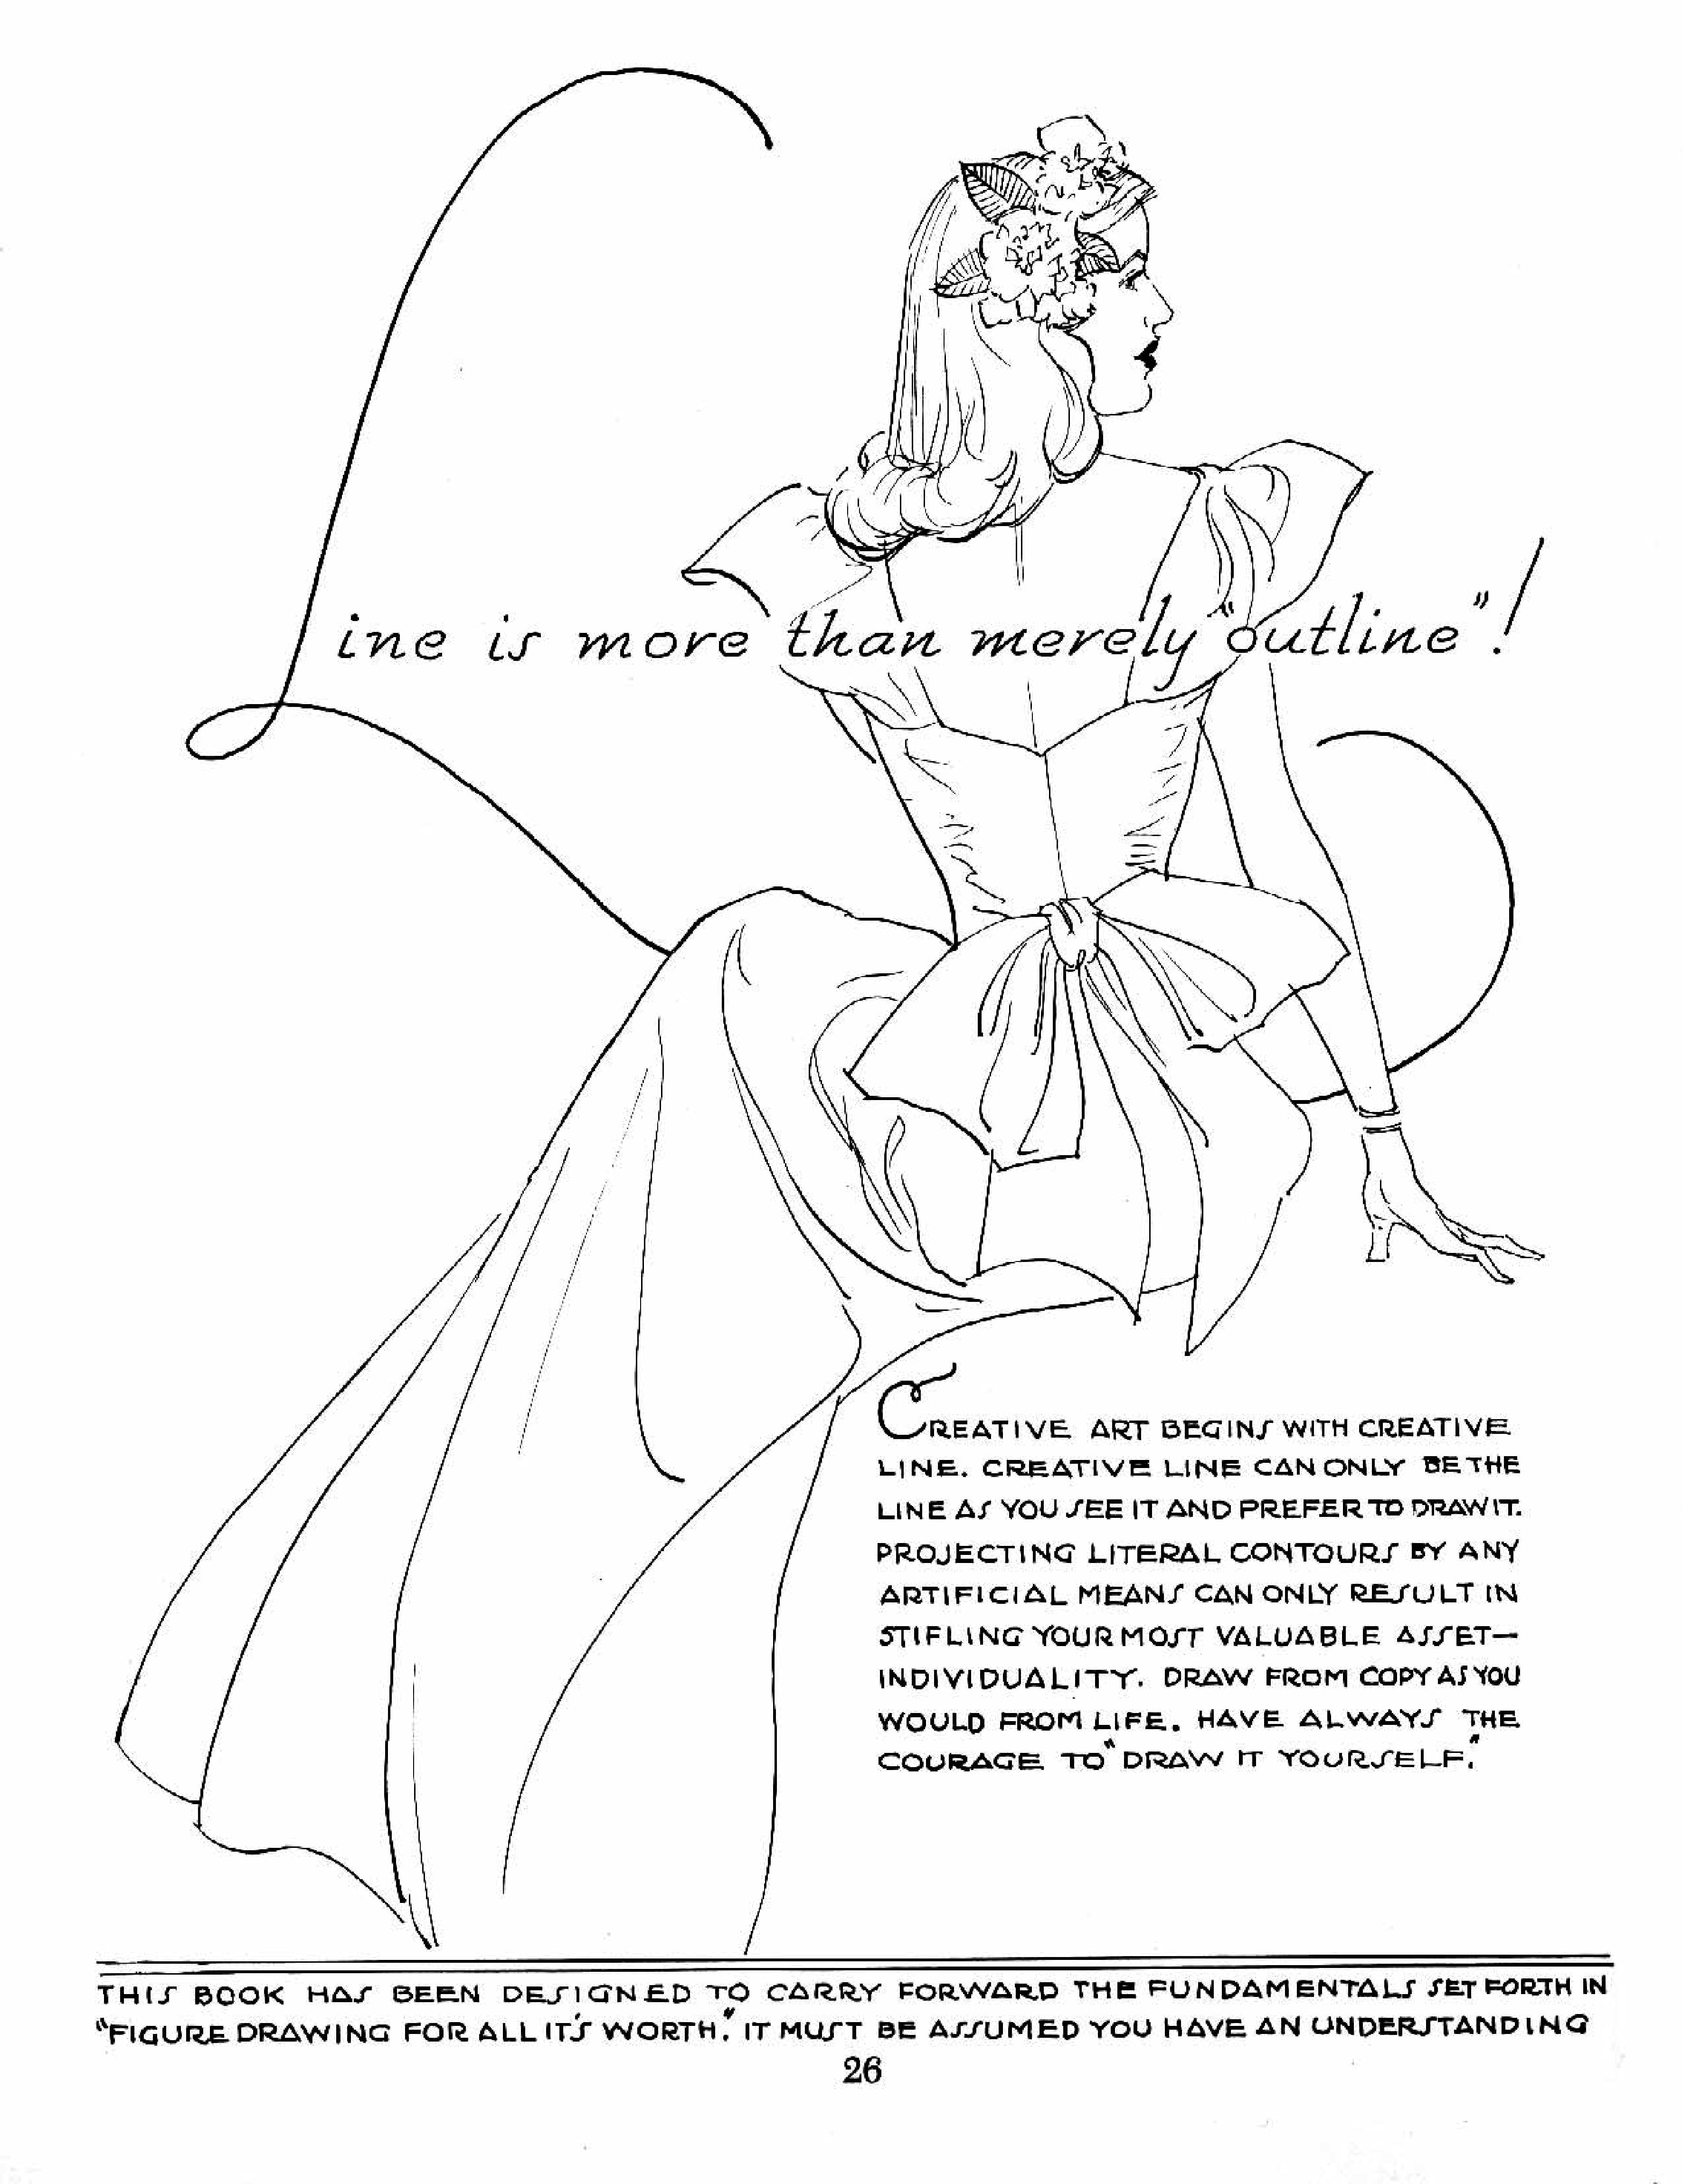 Line is more than merely "outline"!
CREATIVE ART BEGINS WITH CREATIVE
LINE. CREATIVE LINE CAN ONLY BE THE
LINE AS YOU SEE IT AND PREFER TO DRAW IT.
PROJECTING LITERAL CONTOURS BY ANY
ARTIFICIAL MEANS CAN ONLY RESULT IN
STIFLING YOUR MOST VALUABLE ASSET—
INDIVIDUALITY. DRAW FROM COPY AS YOU
WOULD FROM LIFE. HAVE ALWAYS THE
COURAGE TO "DRAW IT YOURSELF."
THIS BOOK HAS BEEN DESIGNED TO CARRY FORWARD THE FUNDAMENTALS SET FORTH IN
"FIGURE DRAWING FOR ALL IT'S WORTH." IT MUST BE ASSUMED YOU HAVE AN UNDERSTANDING
26